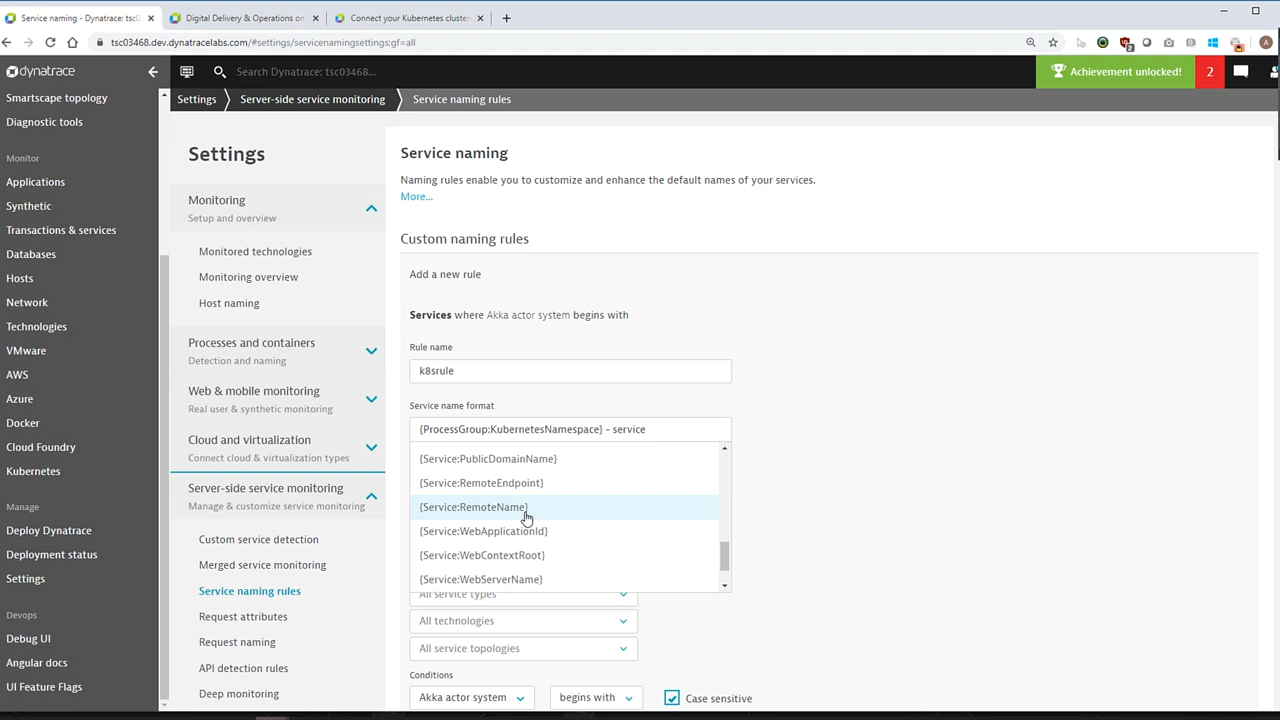 Service naming - Dynatrace: tsc0
Digital Delivery & Operations on
Connect your Kubernetes cluster
tsc03468.dev.dynatracelabs.com/#settings/servicenamingsettings;gf=all
dynatrace
Search Dynatrace: tsc03468...
Achievement unlocked!
2
Smartscape topology
Diagnostic tools
Monitor
Applications
Synthetic
Transactions & services
Databases
Hosts
Network
Technologies
VMware
AWS
Azure
Docker
Cloud Foundry
Kubernetes
Manage
Deploy Dynatrace
Deployment status
Settings
Devops
Debug UI
Angular docs
UI Feature Flags
Settings
Server-side service monitoring
Service naming rules
Settings
Monitoring
Setup and overview
Monitored technologies
Monitoring overview
Host naming
Processes and containers
Detection and naming
Web & mobile monitoring
Real user & synthetic monitoring
Cloud and virtualization
Connect cloud & virtualization types
Server-side service monitoring
Manage & customize service monitoring
Custom service detection
Merged service monitoring
Service naming rules
Request attributes
Request naming
API detection rules
Deep monitoring
Service naming
Naming rules enable you to customize and enhance the default names of your services.
More...
Custom naming rules
Add a new rule
Services where Akka actor system begins with
Rule name
k8srule
Service name format
{ProcessGroup:KubernetesNamespace} - service
{Service:PublicDomainName}
{Service:RemoteEndpoint}
{Service:RemoteName}
{Service:WebApplicationId}
{Service:WebContextRoot}
{Service:WebServerName}
All service types
All technologies
All service topologies
Conditions
Akka actor system
begins with
Case sensitive